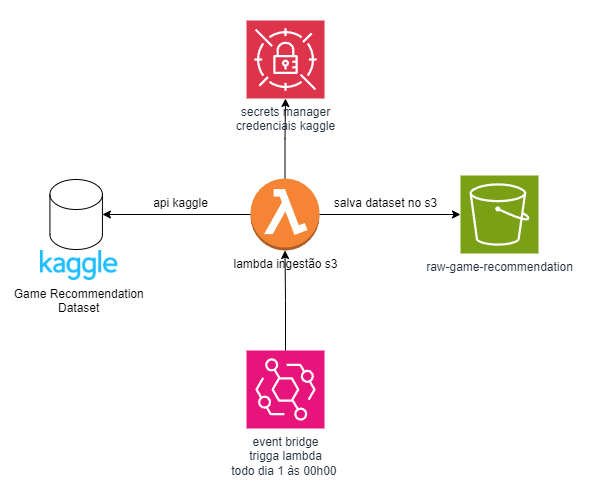 secrets manager
credenciais kaggle
api kaggle
salva dataset no s3
kaggle
lambda ingestão s3
raw-game-recommendation
Game Recommendation
Dataset
event bridge
trigga lambda
todo dia 1 às 00h00